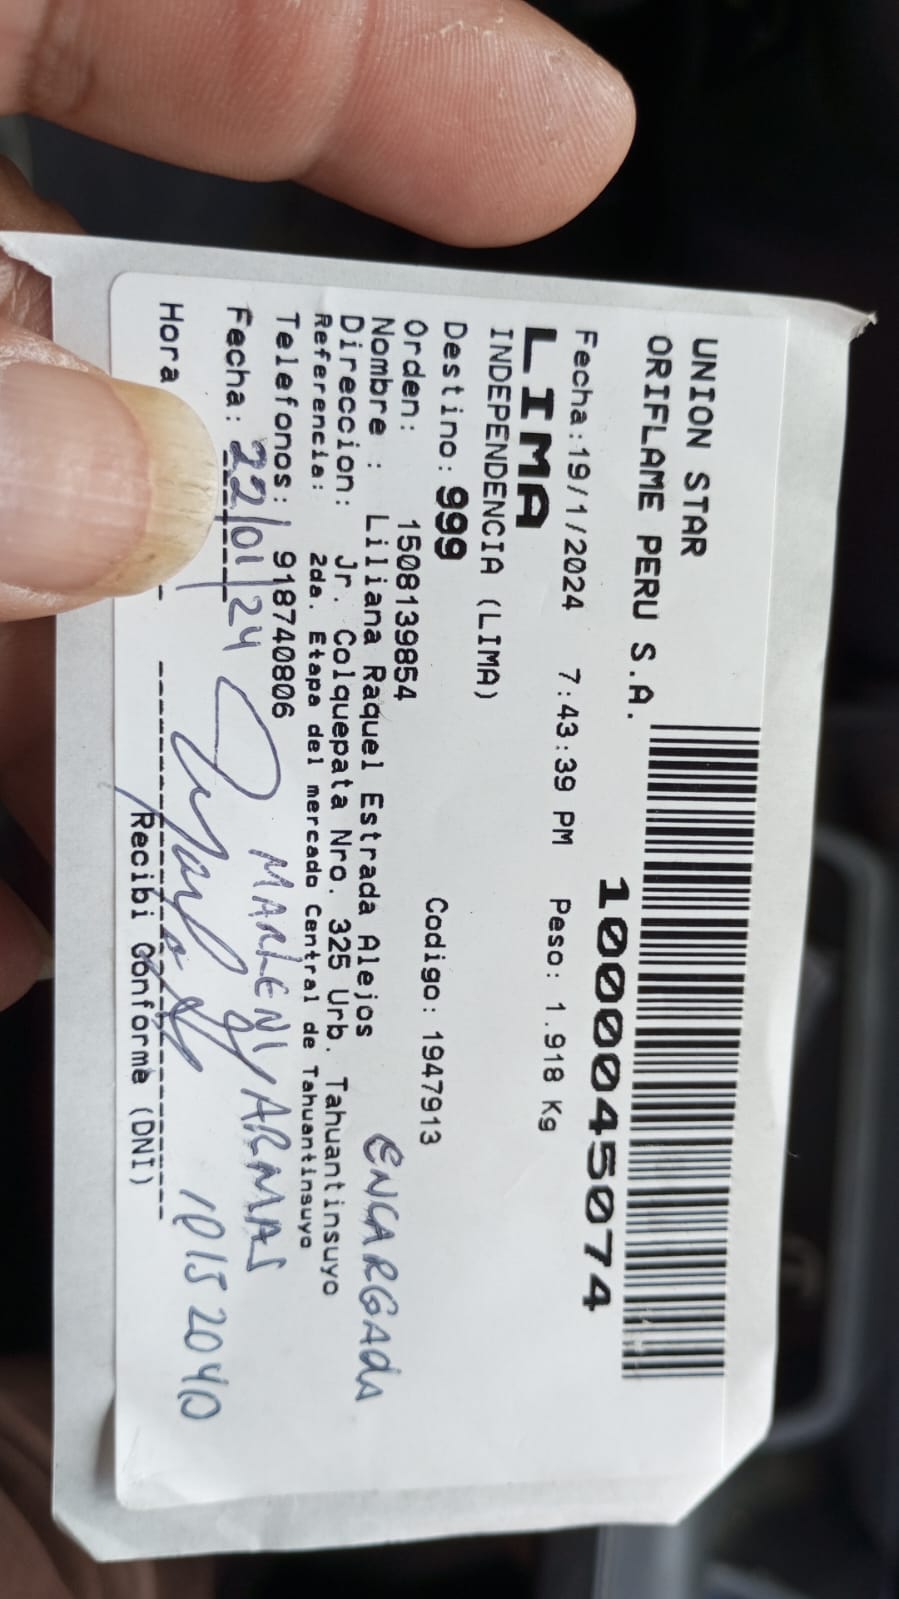 UNION STAR
ORIFLAME PERU S.A.
1000045074
Fecha:19/1/2024 7:43:39 PM Peso: 1.918 Kg
LIMA
INDEPENDENCIA (LIMA)
Destino: 999
Codigo: 1947913
Orden: 1508139854
Nombre : Liliana Raquel Estrada Alejos
ENCARGADA
Direccion: Jr. Colquepata Nro. 325 Urb. Tahuantinsuyo
Referencia: 2da. Etapa del mercado Central de Tahuantinsuyo
Telefonos: 918740806
MARLENY ARMAS
Fecha: 22/01/24
10152040
Hora
Recibi Conforme (DNI)